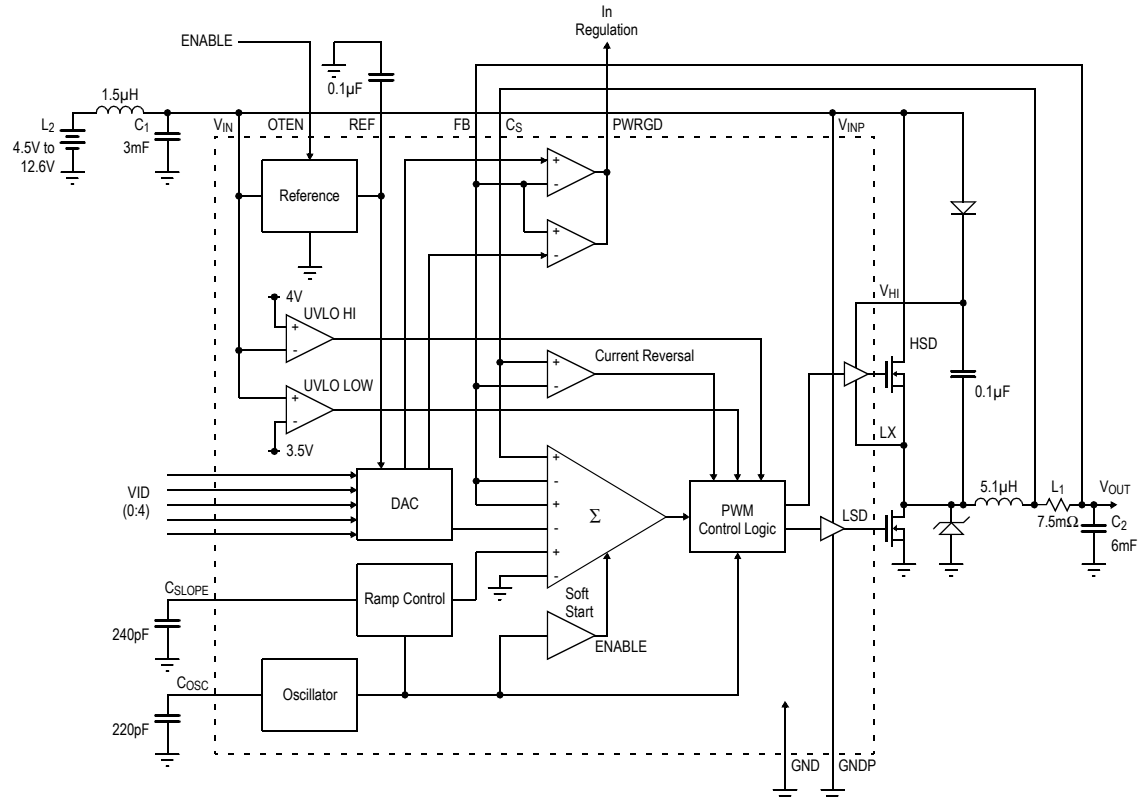 In
Regulation
ENABLE
0.1µF
1.5µH
L2
4.5V to
12.6V
C1
3mF
VIN
OTEN
REF
FB
CS
PWRGD
VINP
Reference
+
-
+
-
4V
UVLO HI
+
-
VHI
HSD
Current Reversal
+
-
0.1µF
UVLO LOW
+
-
3.5V
LX
VID
(0:4)
DAC
+
-
+
-
+
-
Σ
PWM
Control Logic
LSD
5.1µH
L1
7.5mΩ
VOUT
C2
6mF
CSLOPE
240pF
Ramp Control
Soft
Start
ENABLE
COSC
220pF
Oscillator
GND
GNDP